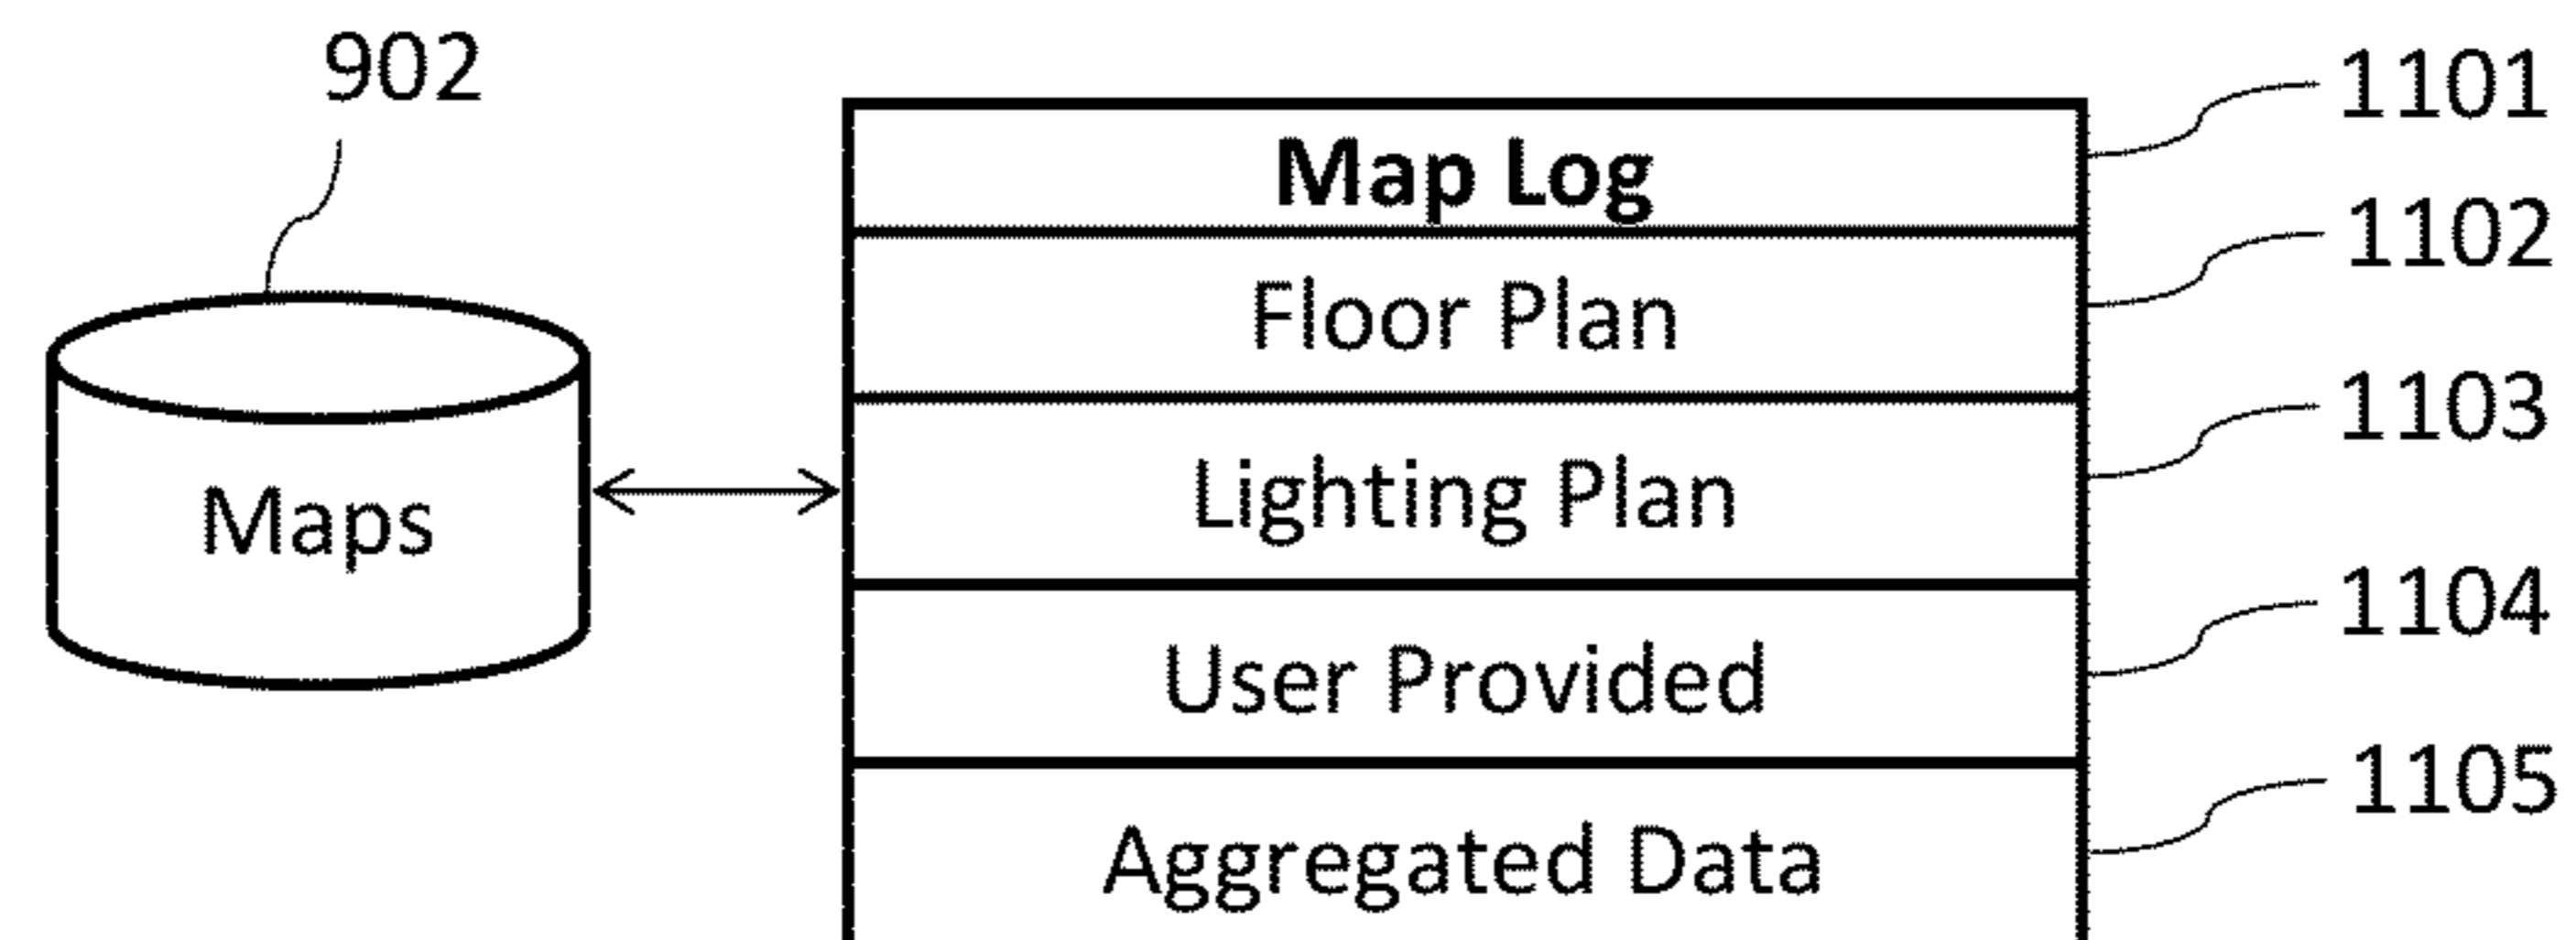 902
Maps
Map Log
1101
Floor Plan
1102
Lighting Plan
1103
User Provided
1104
Aggregated Data
1105